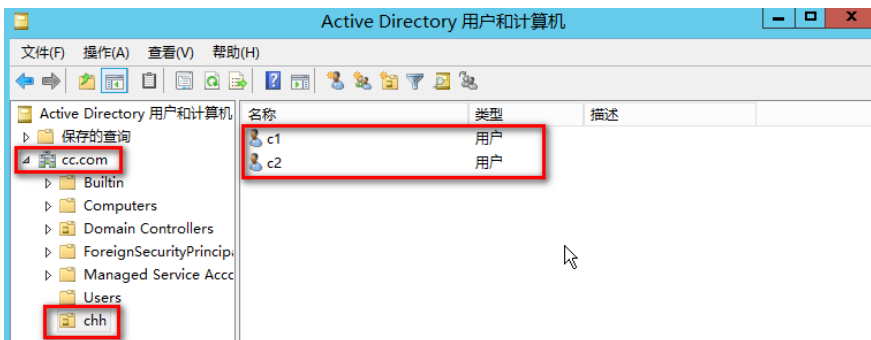 Active Directory 用户和计算机
文件(F) 操作(A) 查看(V) 帮助(H)
Active Directory 用户和计算机
名称 类型 描述
保存的查询
c1 用户
cc.com
c2 用户
Builtin
Computers
Domain Controllers
ForeignSecurityPrincip
Managed Service Acc
Users
chh